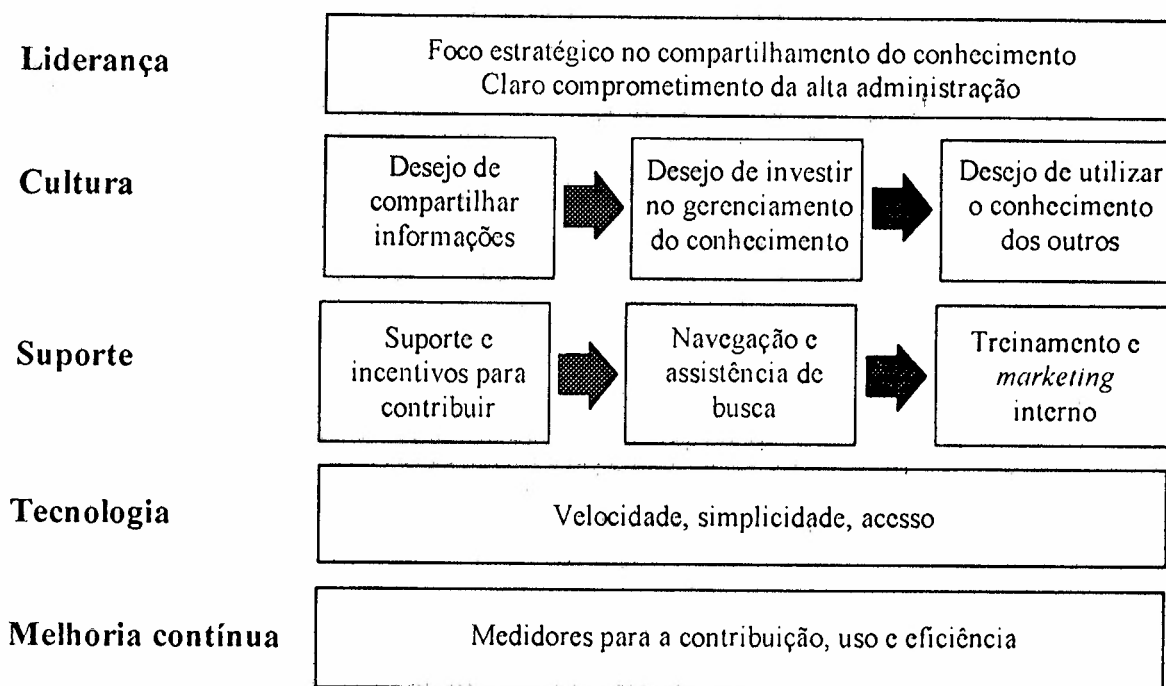 Liderança
Foco estratégico no compartilhamento do conhecimento
Claro comprometimento da alta administração
Cultura
Desejo de
compartilhar
informações
Desejo de investir
no gerenciamento
do conhecimento
Desejo de utilizar
o conhecimento
dos outros
Suporte
Suporte e
incentivos para
contribuir
Navegação e
assistência de
busca
Treinamento e
marketing
interno
Tecnologia
Velocidade, simplicidade, acesso
Melhoria contínua
Medidores para a contribuição, uso e eficiência